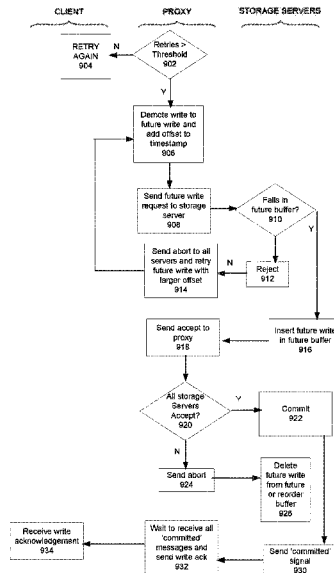 CLIENT
PROXY
STORAGE SERVERS
RETRY
AGAIN
904
N
Retries >
Threshold
902
Y
Demote write to
future write and
add offset to
timestamp
906
Send future write
request to storage
server
908
Falls in
future buffer?
910
Y
N
Send abort to all
servers and retry
future write with
larger offset
914
Reject
912
Insert future write
in future buffer
916
Send accept to
proxy
918
All storage
Servers
Accept?
920
Y
Commit
922
N
Send abort
924
Delete
future write
from future
or reorder
buffer
926
Receive write
acknowledgement
934
Wait to receive all
'committed'
messages and
send write ack
932
Send 'committed'
signal
930